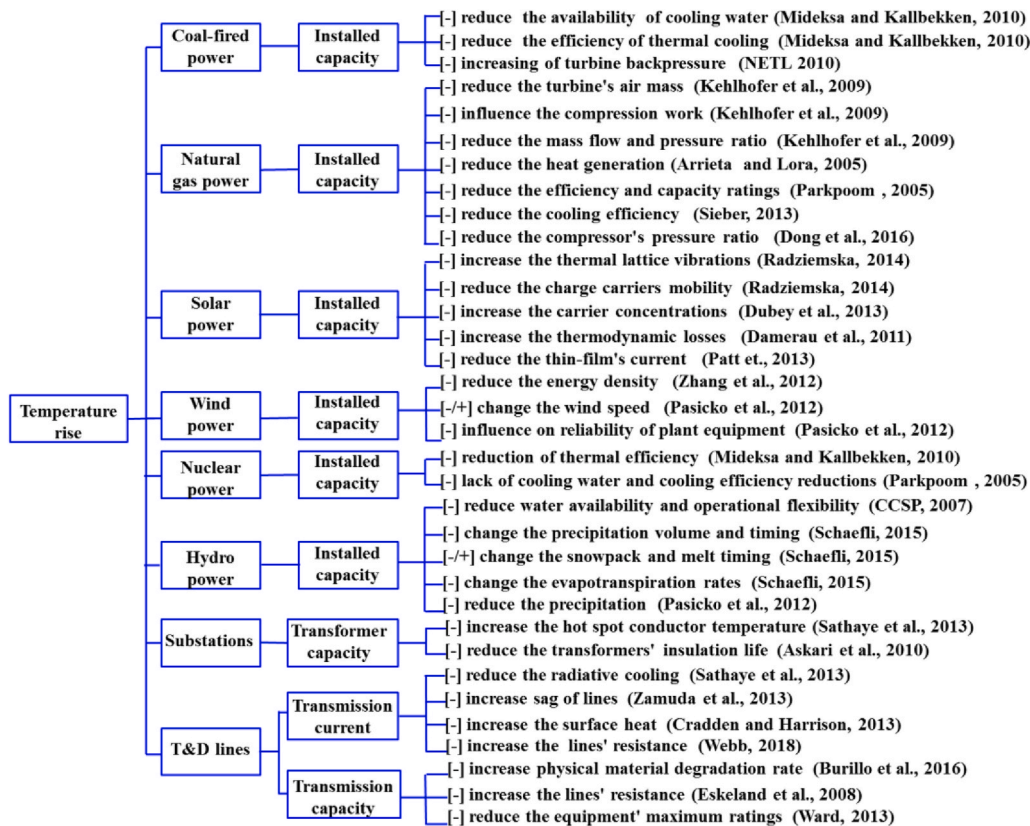 Temperature
rise
Coal-fired
power
Installed
capacity
[-] reduce the availability of cooling water (Mideksa and Kallbekken, 2010)
[-] reduce the efficiency of thermal cooling (Mideksa and Kallbekken, 2010)
[-] increasing of turbine backpressure (NETL 2010)
Natural
gas power
Installed
capacity
[-] reduce the turbine's air mass (Kehlhofer et al., 2009)
[-] influence the compression work (Kehlhofer et al., 2009)
[-] reduce the mass flow and pressure ratio (Kehlhofer et al., 2009)
[-] reduce the heat generation (Arrieta and Lora, 2005)
[-] reduce the efficiency and capacity ratings (Parkpoom , 2005)
[-] reduce the cooling efficiency (Sieber, 2013)
[-] reduce the compressor's pressure ratio (Dong et al., 2016)
Solar
power
Installed
capacity
[-] increase the thermal lattice vibrations (Radziemska, 2014)
[-] reduce the charge carriers mobility (Radziemska, 2014)
[-] increase the carrier concentrations (Dubey et al., 2013)
[-] increase the thermodynamic losses (Damerau et al., 2011)
[-] reduce the thin-film's current (Patt et., 2013)
Wind
power
Installed
capacity
[-] reduce the energy density (Zhang et al., 2012)
[-/+] change the wind speed (Pasicko et al., 2012)
[-] influence on reliability of plant equipment (Pasicko et al., 2012)
Nuclear
power
Installed
capacity
[-] reduction of thermal efficiency (Mideksa and Kallbekken, 2010)
[-] lack of cooling water and cooling efficiency reductions (Parkpoom , 2005)
Hydro
power
Installed
capacity
[-] reduce water availability and operational flexibility (CCSP, 2007)
[-] change the precipitation volume and timing (Schaefli, 2015)
[-/+] change the snowpack and melt timing (Schaefli, 2015)
[-] change the evapotranspiration rates (Schaefli, 2015)
[-] reduce the precipitation (Pasicko et al., 2012)
Substations
Transformer
capacity
[-] increase the hot spot conductor temperature (Sathaye et al., 2013)
[-] reduce the transformers' insulation life (Askari et al., 2010)
T&D lines
Transmission
current
[-] reduce the radiative cooling (Sathaye et al., 2013)
[-] increase sag of lines (Zamuda et al., 2013)
[-] increase the surface heat (Cradden and Harrison, 2013)
[-] increase the lines' resistance (Webb, 2018)
Transmission
capacity
[-] increase physical material degradation rate (Burillo et al., 2016)
[-] increase the lines' resistance (Eskeland et al., 2008)
[-] reduce the equipment' maximum ratings (Ward, 2013)